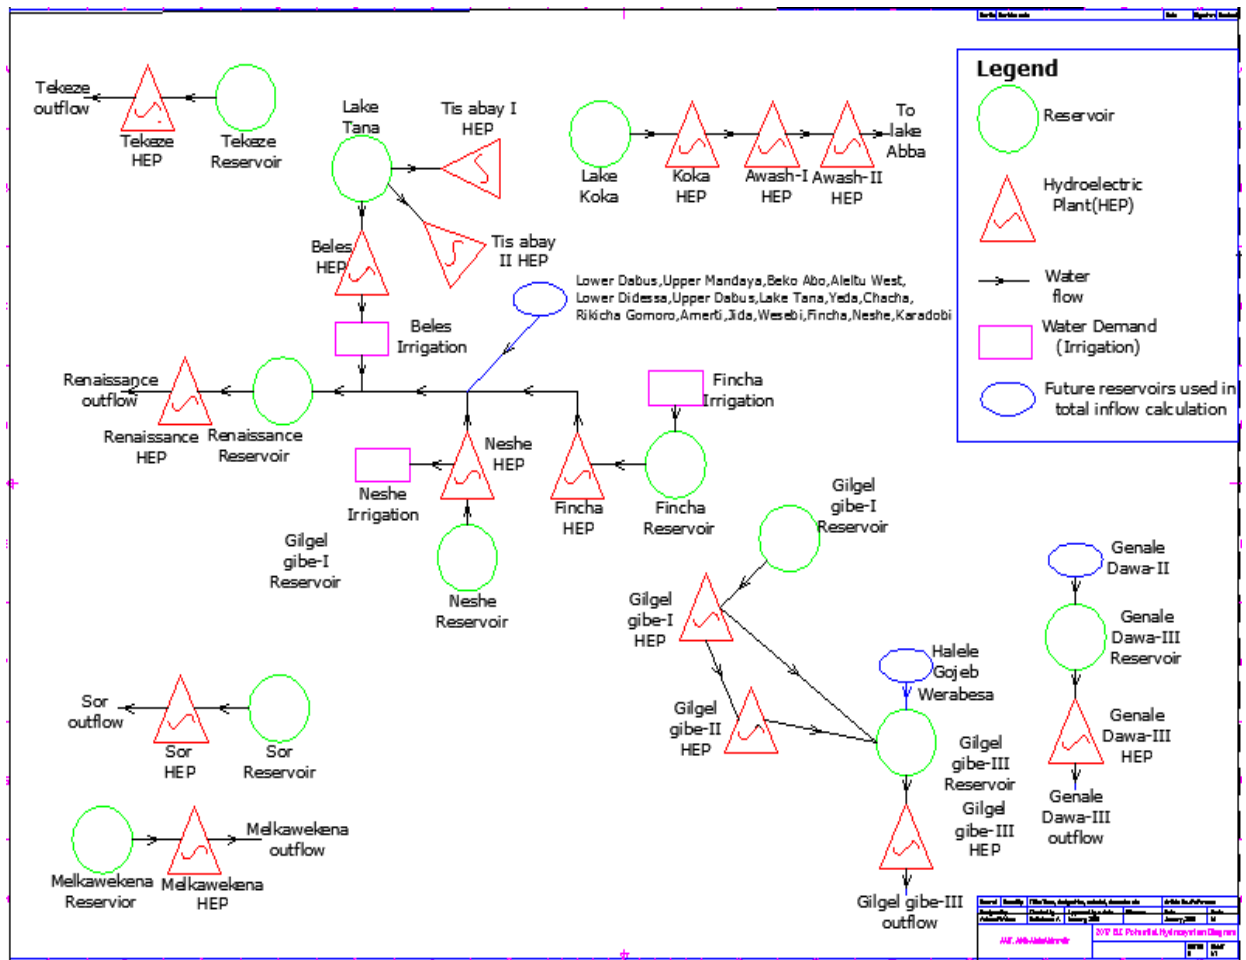 Tekeze
outflow
Tekeze
HEP
Tekeze
Reservoir
Lake
Tana
Tis abay I
HEP
Tis abay
II HEP
Beles
HEP
Beles
Irrigation
Lake
Koka
Koka
HEP
Awash-I
HEP
Awash-II
HEP
To
lake
Abba
Legend
Reservoir
Hydroelectric
Plant(HEP)
Water
flow
Water Demand
(Irrigation)
Future reservoirs used in
total inflow calculation
Lower Dabus,Upper Mandaya,Beko Abo,Aleltu West,
Lower Didessa,Upper Dabus,Lake Tana,Yeda,Chacha,
Rikicha Gomoro,Amerti,Jida,Wesebi,Fincha,Neshe,Karadobi
Renaissance
outflow
Renaissance
HEP
Renaissance
Reservoir
Neshe
HEP
Neshe
Irrigation
Fincha
Irrigation
Fincha
HEP
Fincha
Reservoir
Gilgel
gibe-I
Reservoir
Neshe
Reservoir
Gilgel
gibe-I
Reservoir
Gilgel
gibe-I
HEP
Gilgel
gibe-II
HEP
Halele
Gojeb
Werabesa
Gilgel
gibe-III
Reservoir
Gilgel
gibe-III
HEP
Gilgel gibe-III
outflow
Genale
Dawa-II
Genale
Dawa-III
Reservoir
Genale
Dawa-III
HEP
Genale
Dawa-III
outflow
Sor
outflow
Sor
HEP
Sor
Reservoir
Melkawekena
Reservior
Melkawekena
HEP
Melkawekena
outflow